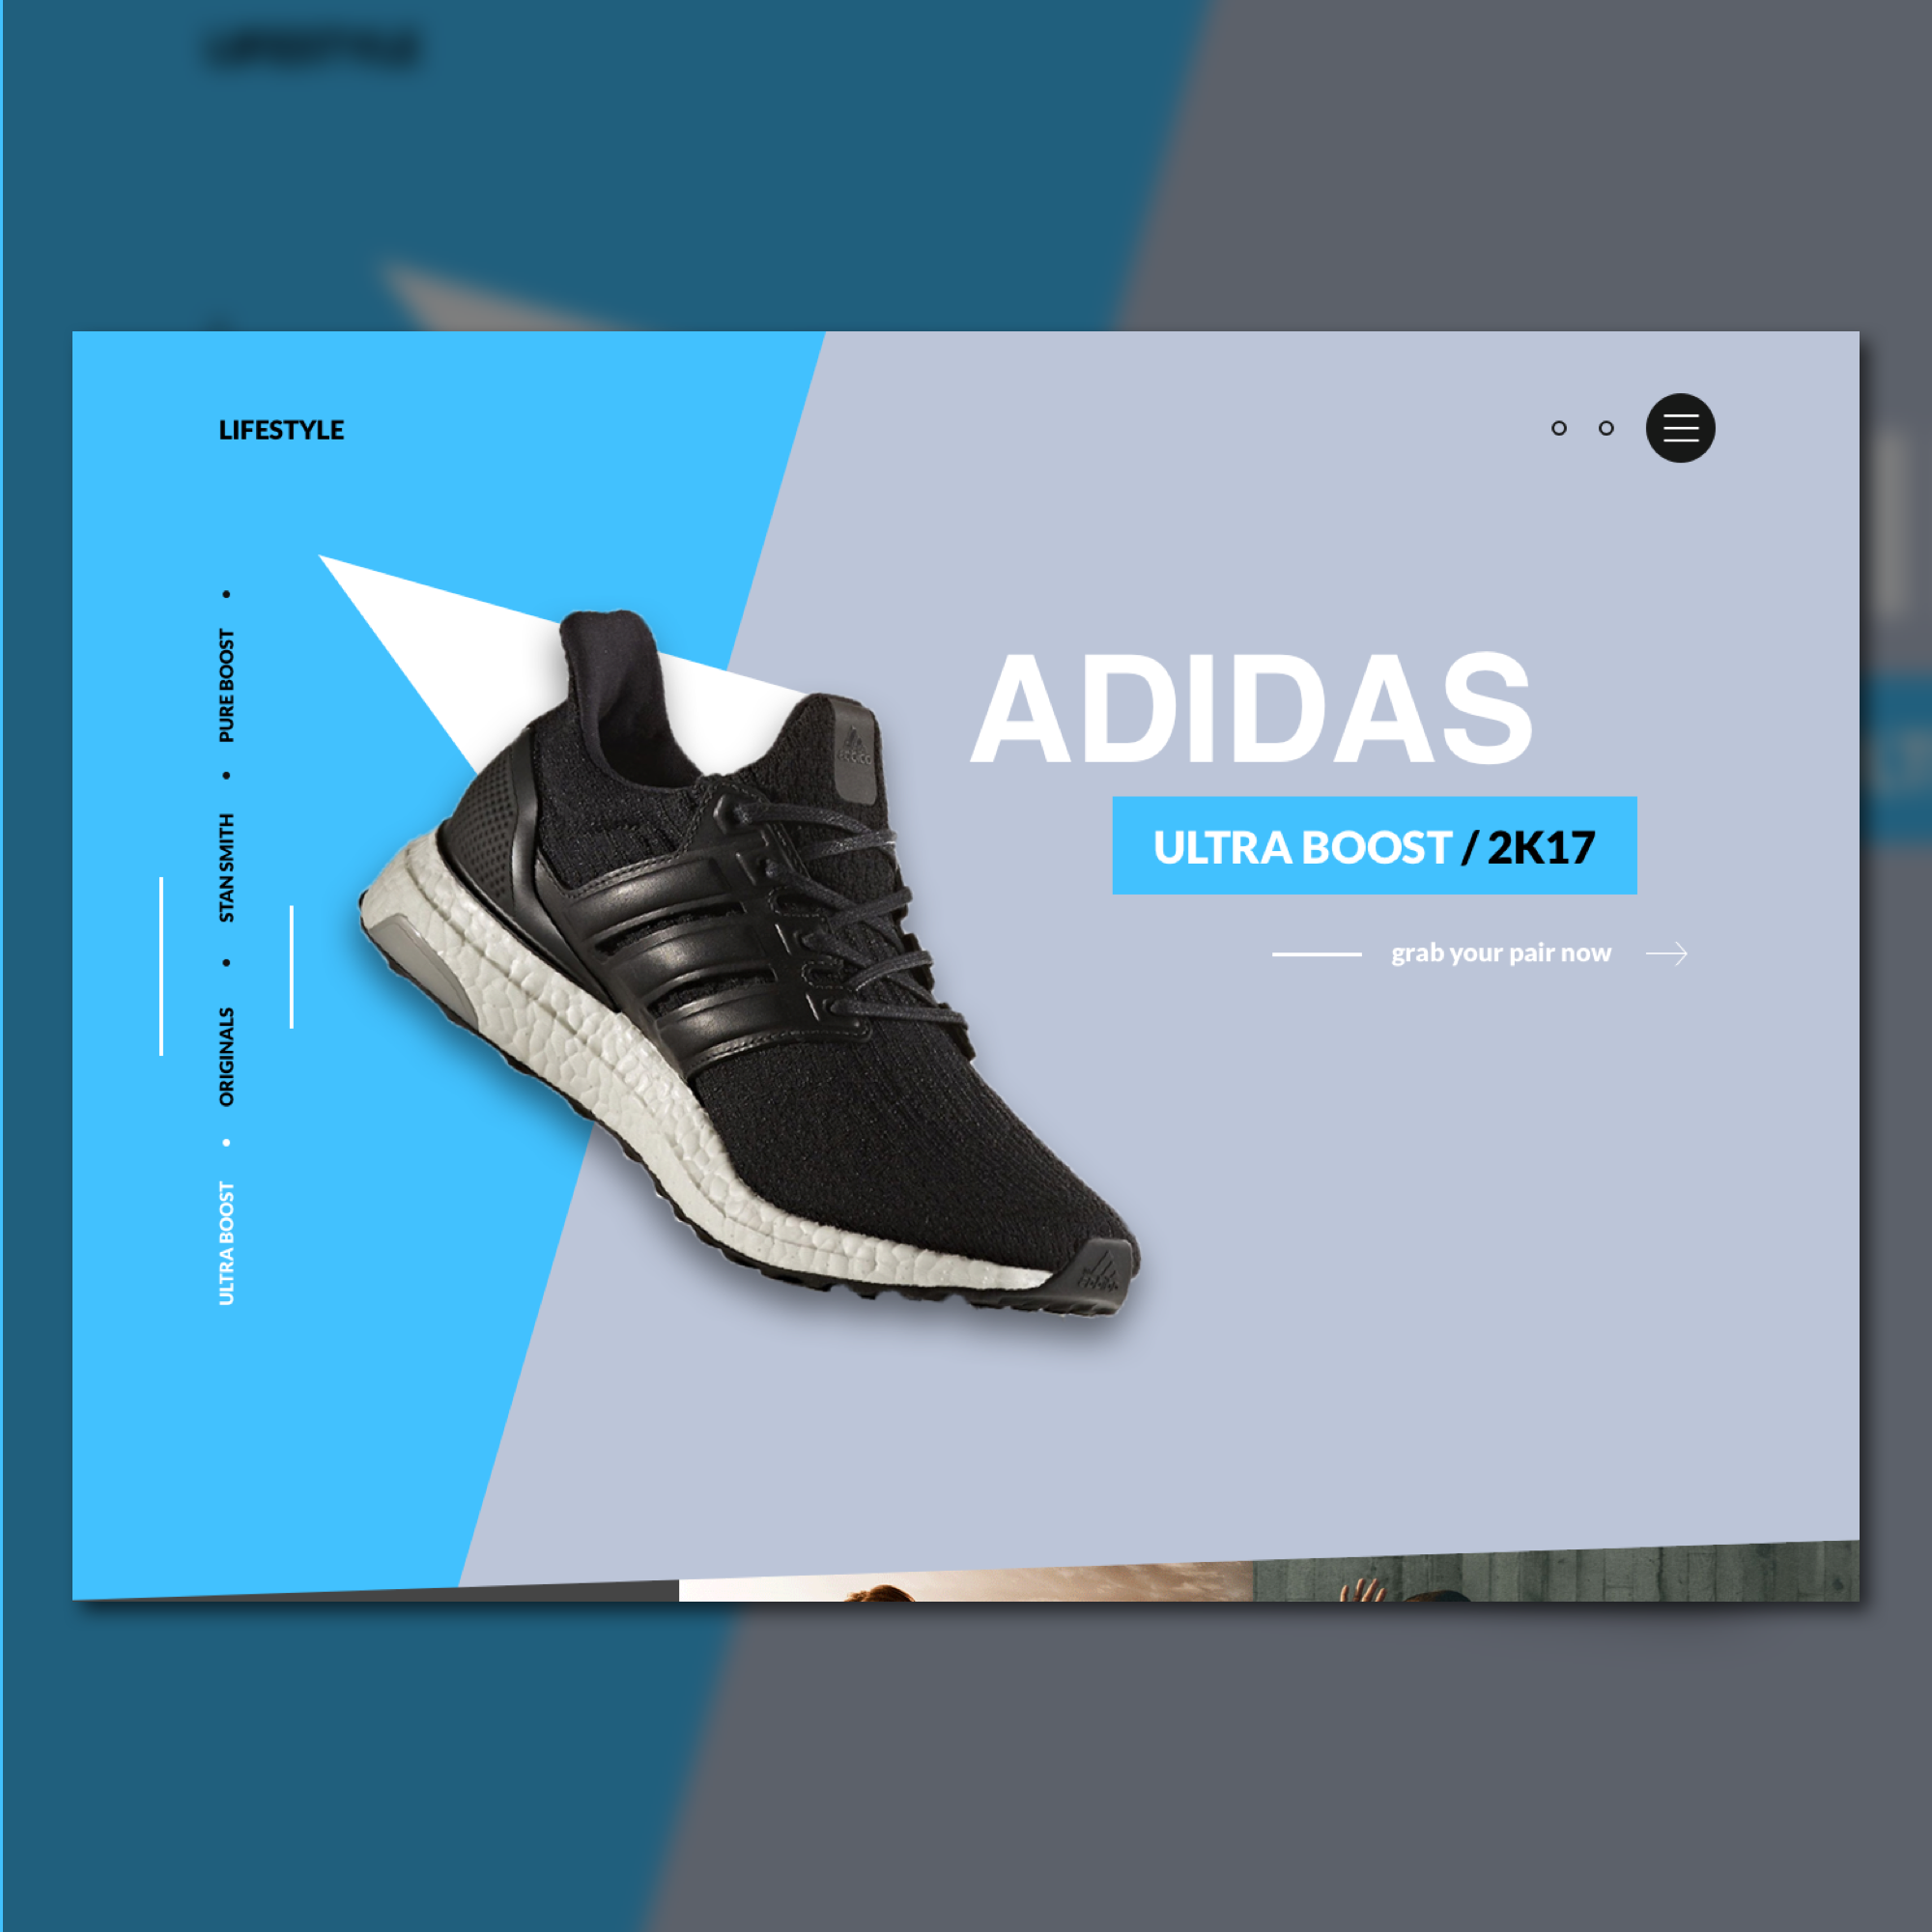 LIFESTYLE
ADIDAS
ULTRA BOOST / 2K17
grab your pair now
ULTRA BOOST • ORIGINALS • STAN SMITH • PURE BOOST •